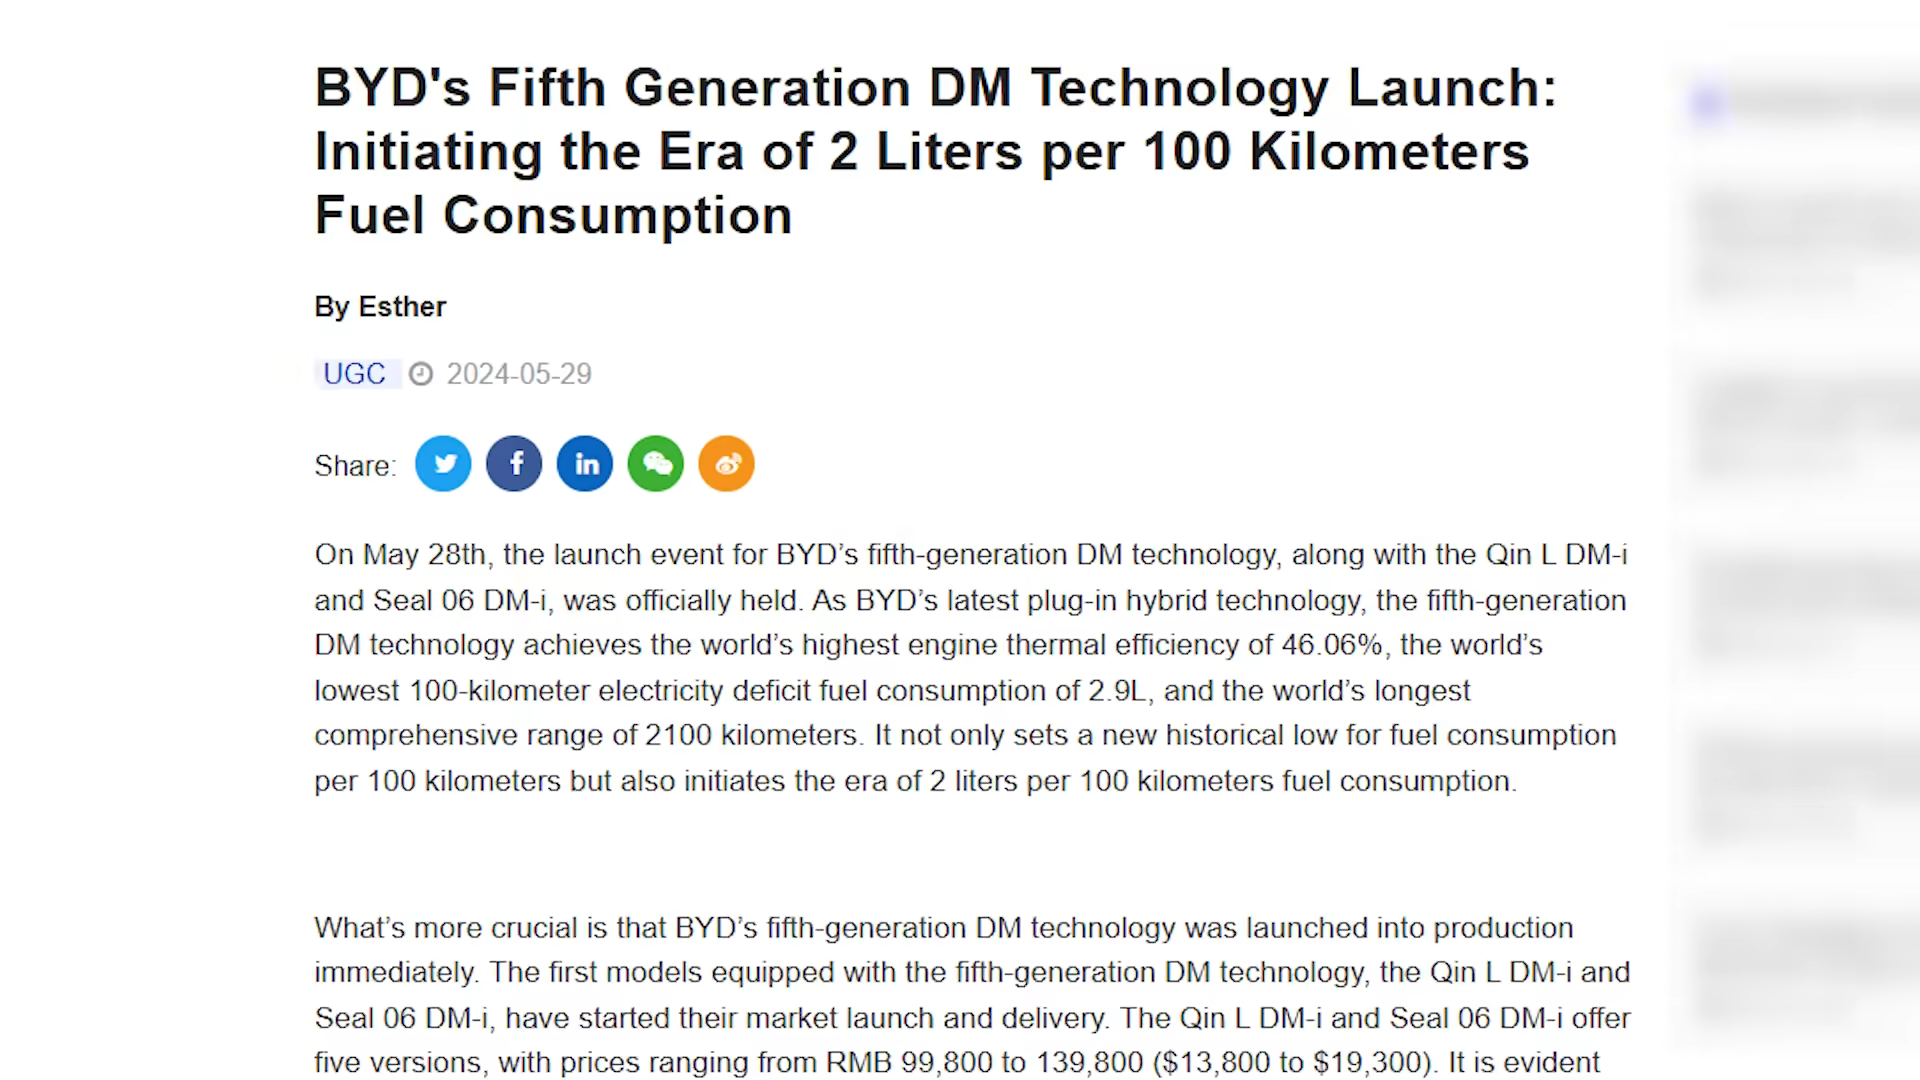 BYD's Fifth Generation DM Technology Launch:
Initiating the Era of 2 Liters per 100 Kilometers
Fuel Consumption
By Esther
UGC 2024-05-29
Share:
On May 28th, the launch event for BYD’s fifth-generation DM technology, along with the Qin L DM-i
and Seal 06 DM-i, was officially held. As BYD’s latest plug-in hybrid technology, the fifth-generation
DM technology achieves the world’s highest engine thermal efficiency of 46.06%, the world’s
lowest 100-kilometer electricity deficit fuel consumption of 2.9L, and the world’s longest
comprehensive range of 2100 kilometers. It not only sets a new historical low for fuel consumption
per 100 kilometers but also initiates the era of 2 liters per 100 kilometers fuel consumption.
What’s more crucial is that BYD’s fifth-generation DM technology was launched into production
immediately. The first models equipped with the fifth-generation DM technology, the Qin L DM-i and
Seal 06 DM-i, have started their market launch and delivery. The Qin L DM-i and Seal 06 DM-i offer
five versions, with prices ranging from RMB 99,800 to 139,800 ($13,800 to $19,300). It is evident